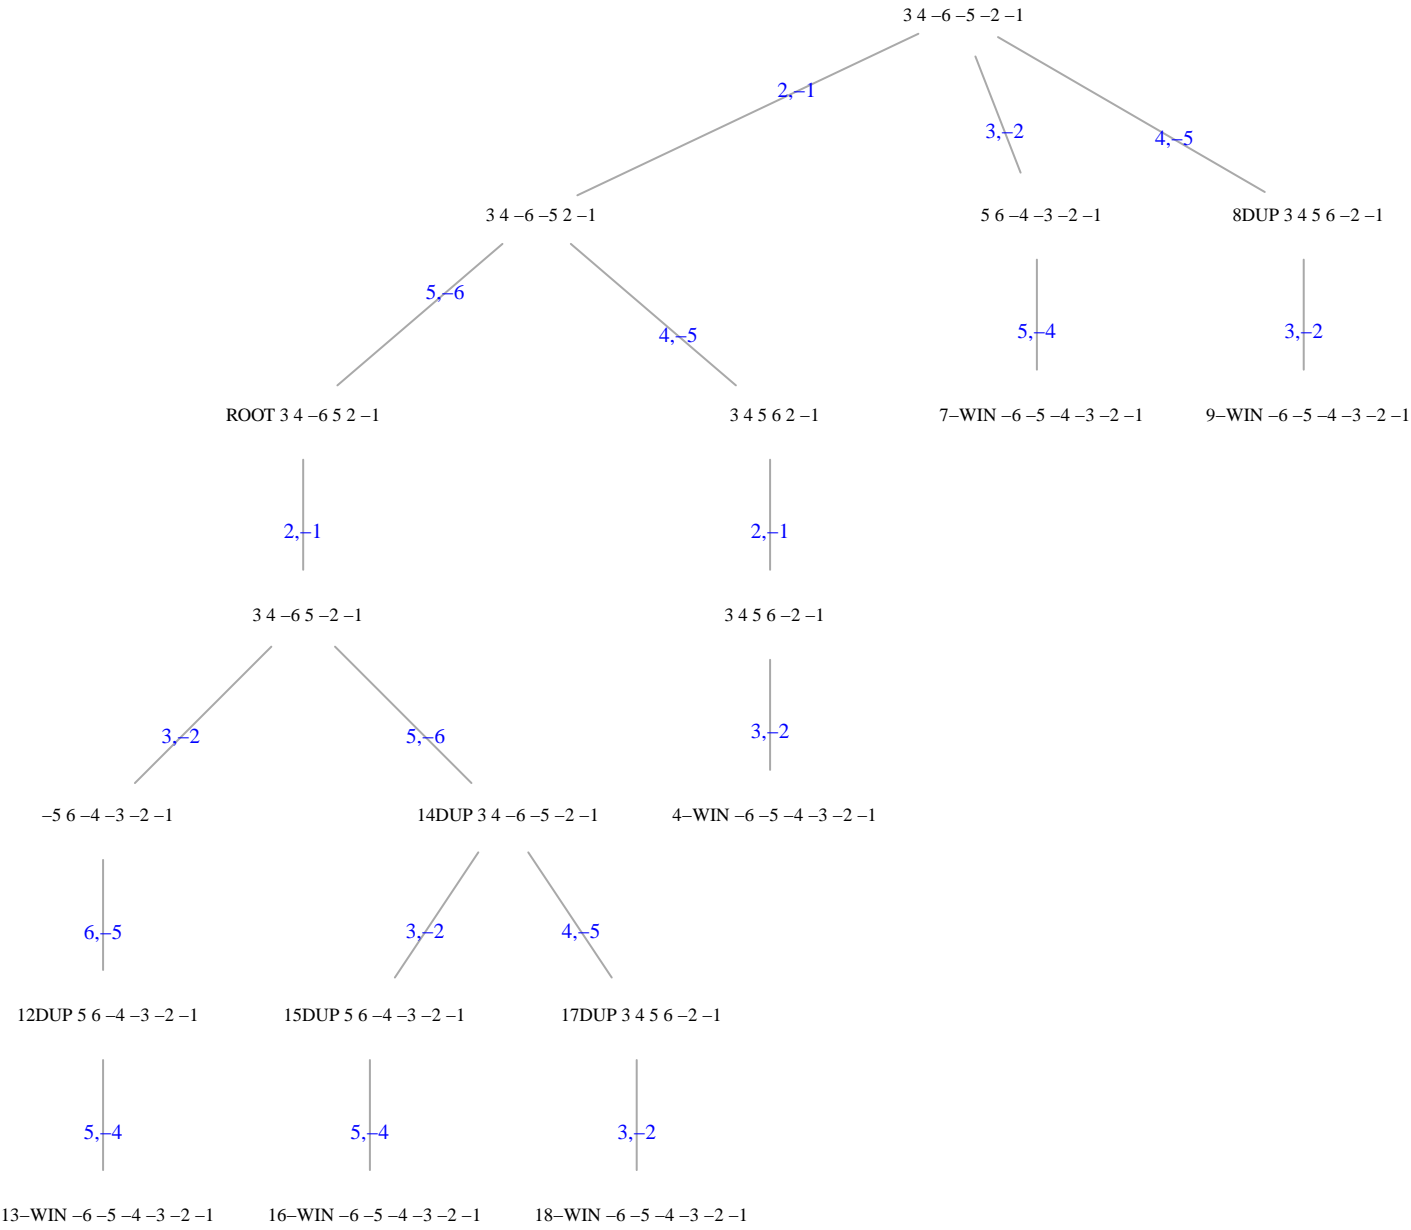 3 4 –6 –5 –2 –1
2,–1
3,–2
4,–5
3 4 –6 –5 2 –1
5 6 –4 –3 –2 –1
8DUP 3 4 5 6 –2 –1
5,–6
4,–5
5,–4
3,–2
ROOT 3 4 –6 5 2 –1
3 4 5 6 2 –1
7–WIN –6 –5 –4 –3 –2 –1
9–WIN –6 –5 –4 –3 –2 –1
2,–1
2,–1
3 4 –6 5 –2 –1
3 4 5 6 –2 –1
3,–2
5,–6
3,–2
–5 6 –4 –3 –2 –1
14DUP 3 4 –6 –5 –2 –1
4–WIN –6 –5 –4 –3 –2 –1
6,–5
3,–2
4,–5
12DUP 5 6 –4 –3 –2 –1
15DUP 5 6 –4 –3 –2 –1
17DUP 3 4 5 6 –2 –1
5,–4
5,–4
3,–2
13–WIN –6 –5 –4 –3 –2 –1
16–WIN –6 –5 –4 –3 –2 –1
18–WIN –6 –5 –4 –3 –2 –1